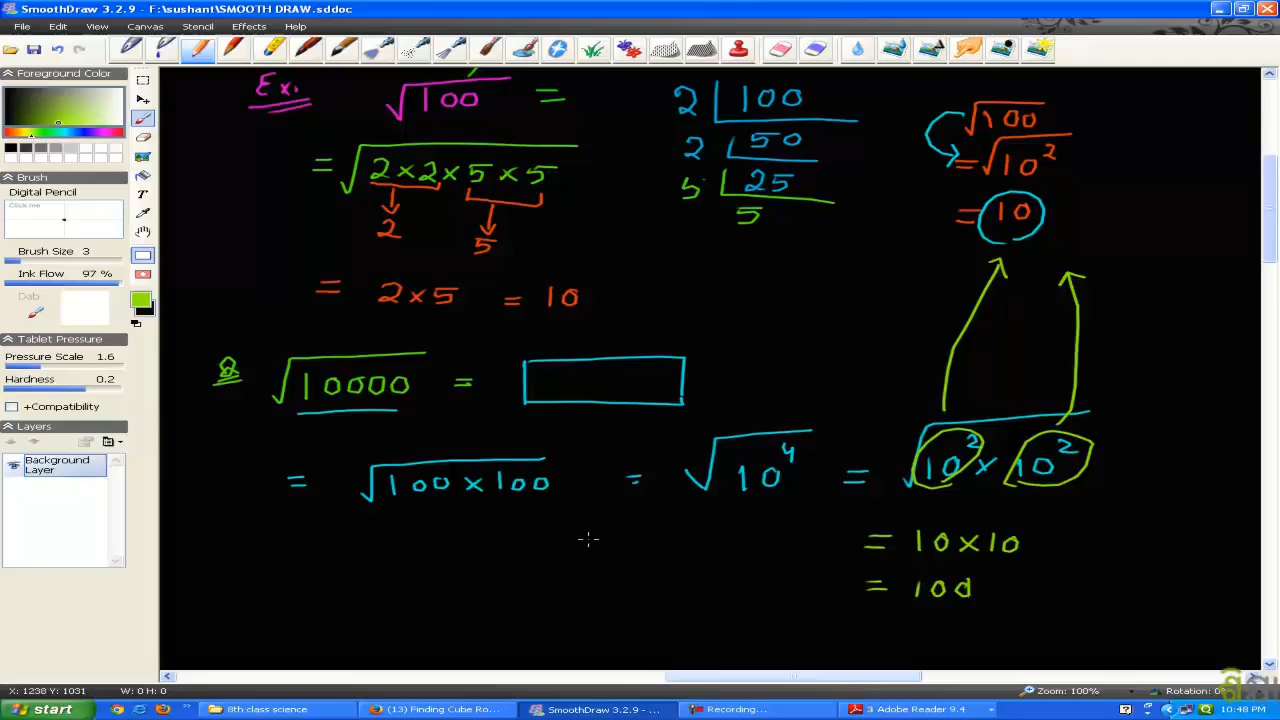 SmoothDraw 3.2.9 - F:\sushant\SMOOTH DRAW.sddoc
File Edit View Canvas Stencil Effects Help
Foreground Color
Brush
Digital Pencil
Click me
Brush Size 3
Ink Flow 97 %
Dab
Tablet Pressure
Pressure Scale 1.6
Hardness 0.2
+Compatibility
Layers
Background Layer
Ex. √100 =
= √2×2×5×5
2 5
= 2×5 = 10
2 100
2 50
5 25
5
√100
= √10²
= 10
Q √10000 =
= √100×100 = √10⁴ = √10² × 10²
= 10×10
= 100
X: 1238 Y: 1031 W: 0 H: 0 Zoom: 100% Rotation: 0
start 8th class science (13) Finding Cube Ro... SmoothDraw 3.2.9 - ... Recording... 3 Adobe Reader 9.4 10:48 PM